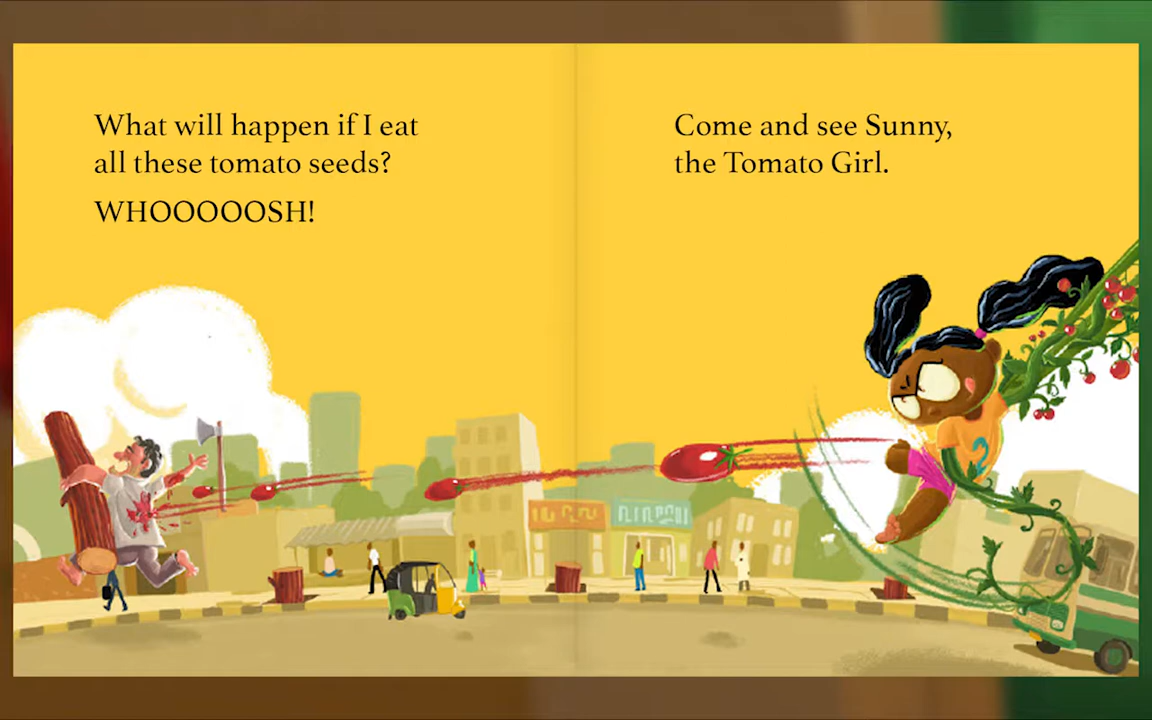 What will happen if I eat
all these tomato seeds?
WHOOOOOSH!
Come and see Sunny,
the Tomato Girl.